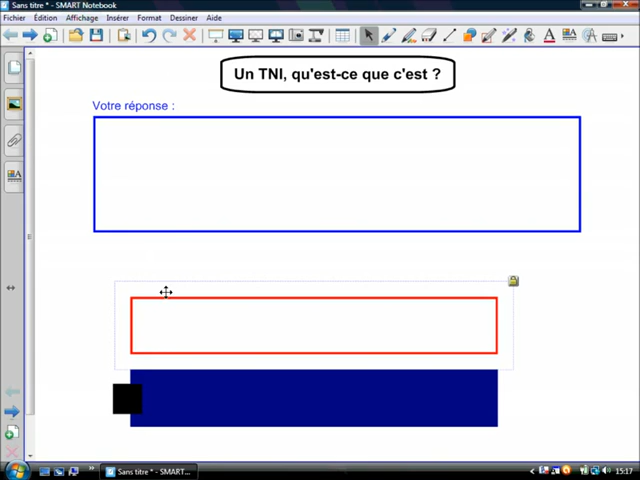 Sans titre * - SMART Notebook
Fichier Édition Affichage Insérer Format Dessiner Aide
Un TNI, qu'est-ce que c'est ?
Votre réponse :
Sans titre * - SMART...
15:17